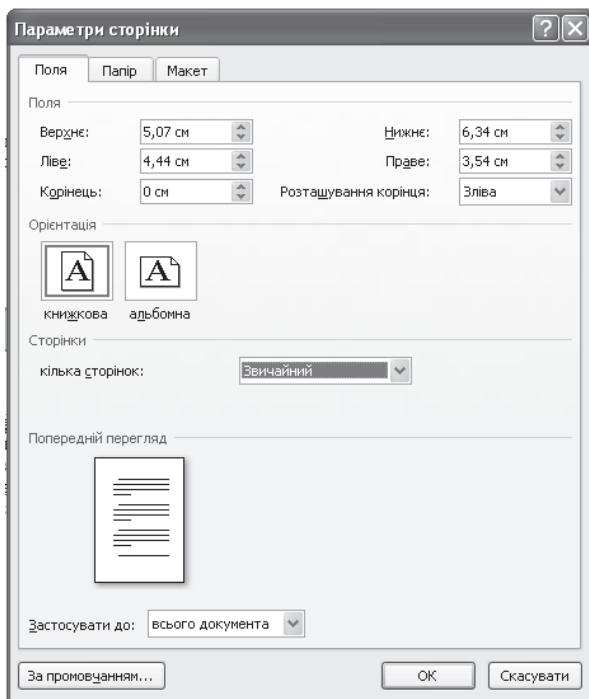 Параметри сторінки
Поля Папір Макет
Поля
Верхнє: 5,07 см Нижнє: 6,34 см
Ліве: 4,44 см Праве: 3,54 см
Корінець: 0 см Розташування корінця: Зліва
Орієнтація
A A
книжкова альбомна
Сторінки
кілька сторінок: Звичайний
Попередній перегляд
Застосувати до: всього документа
За промовчанням... ОК Скасувати